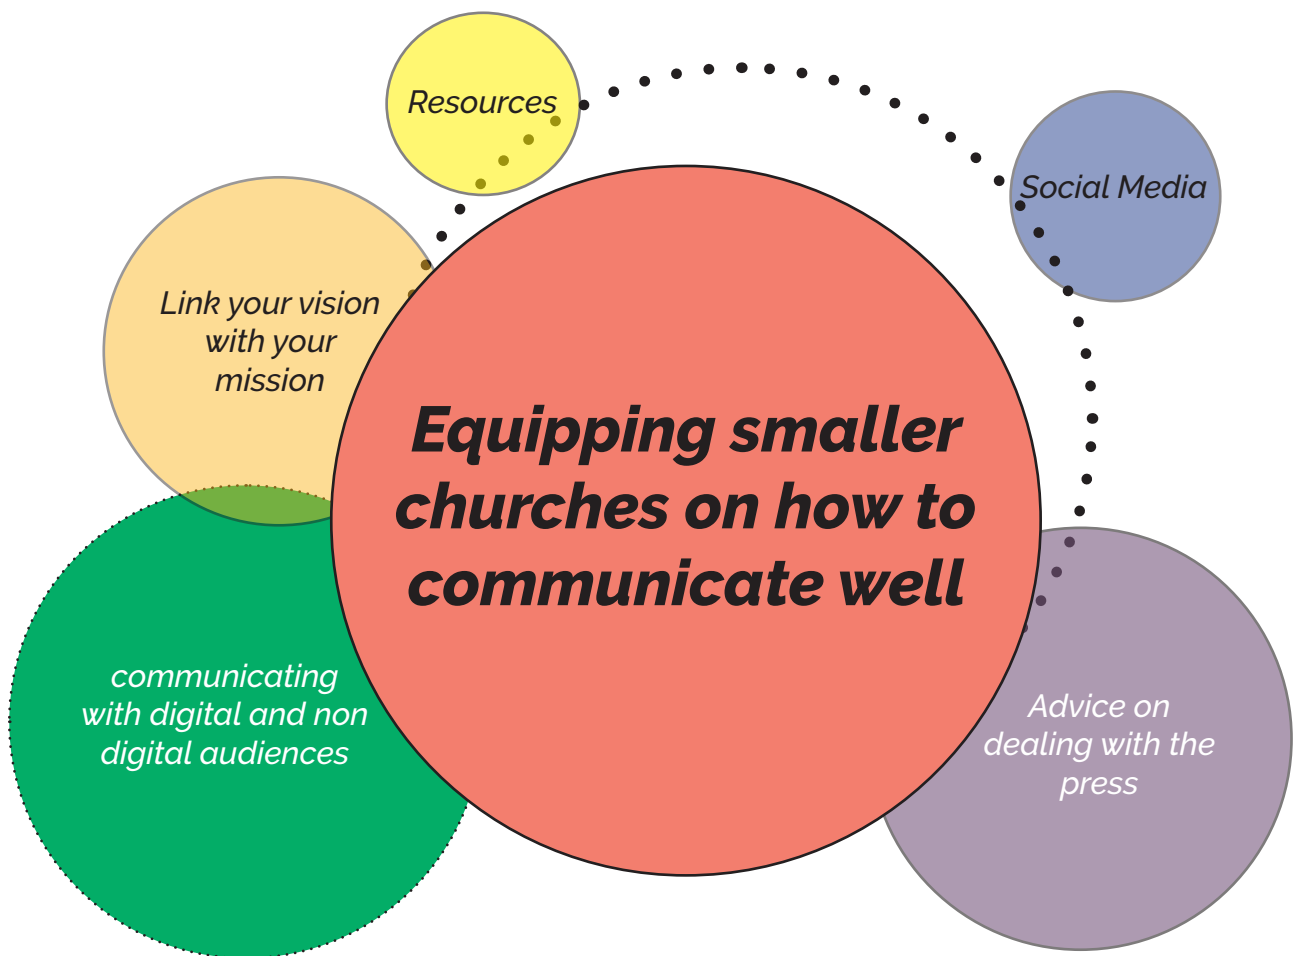 Resources
Social Media
Link your vision
with your
mission
Equipping smaller
churches on how to
communicate well
communicating
with digital and non
digital audiences
Advice on
dealing with the
press